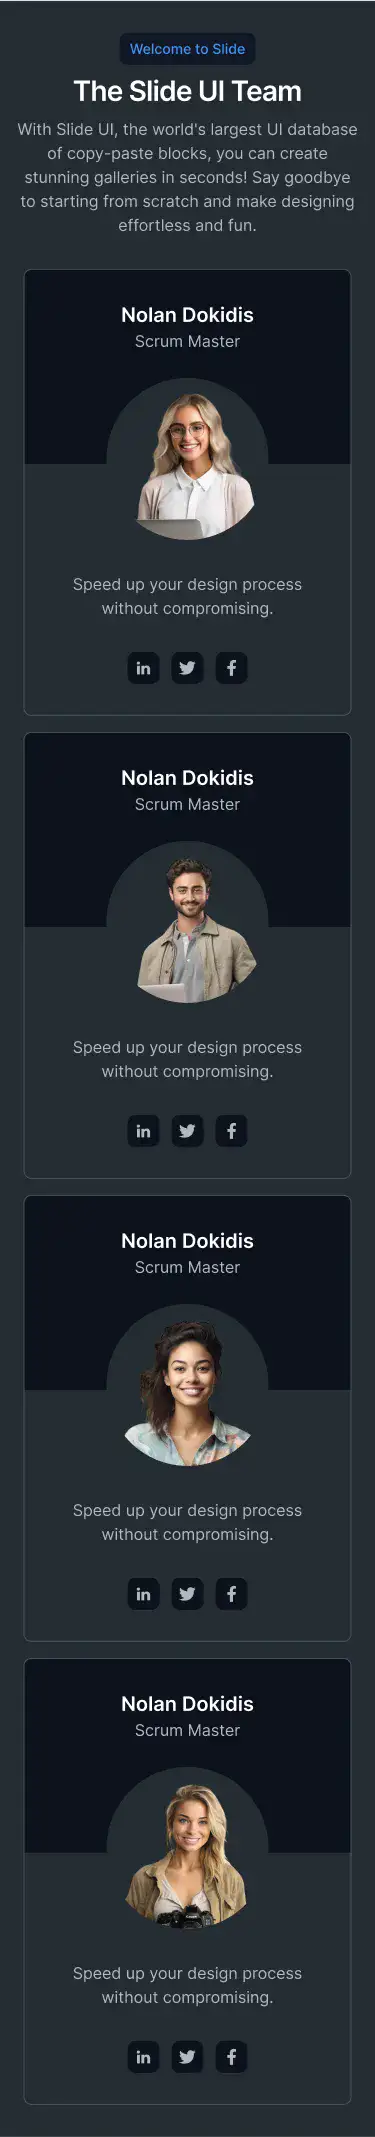 Welcome to Slide
The Slide UI Team
With Slide UI, the world's largest UI database
of copy-paste blocks, you can create
stunning galleries in seconds! Say goodbye
to starting from scratch and make designing
effortless and fun.
Nolan Dokidis
Scrum Master
Speed up your design process
without compromising.
in
f
Nolan Dokidis
Scrum Master
Speed up your design process
without compromising.
in
f
Nolan Dokidis
Scrum Master
Speed up your design process
without compromising.
in
f
Nolan Dokidis
Scrum Master
Speed up your design process
without compromising.
in
f